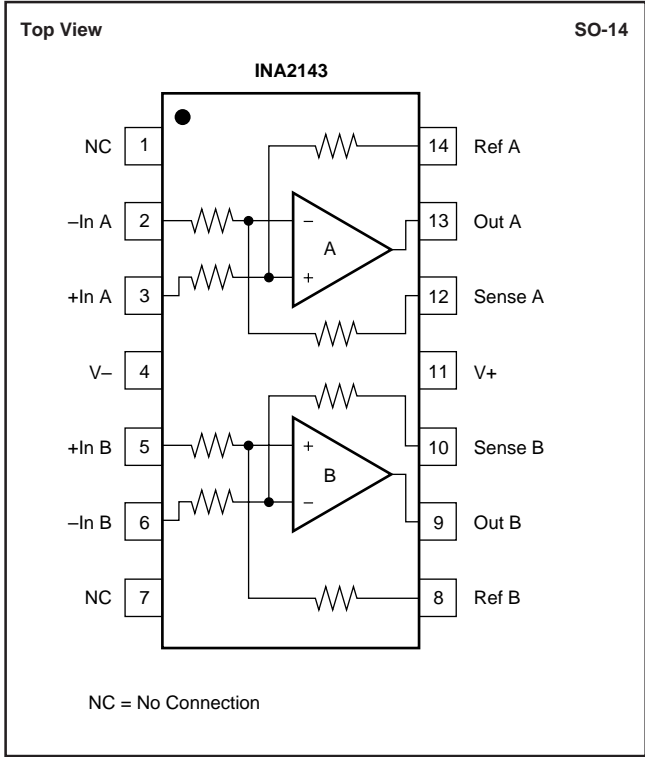 Top View
SO-14
INA2143
NC 1
14 Ref A
–In A 2
−
13 Out A
A
+In A 3
+
12 Sense A
V– 4
11 V+
+In B 5
+
10 Sense B
B
–In B 6
−
9 Out B
NC 7
8 Ref B
NC = No Connection